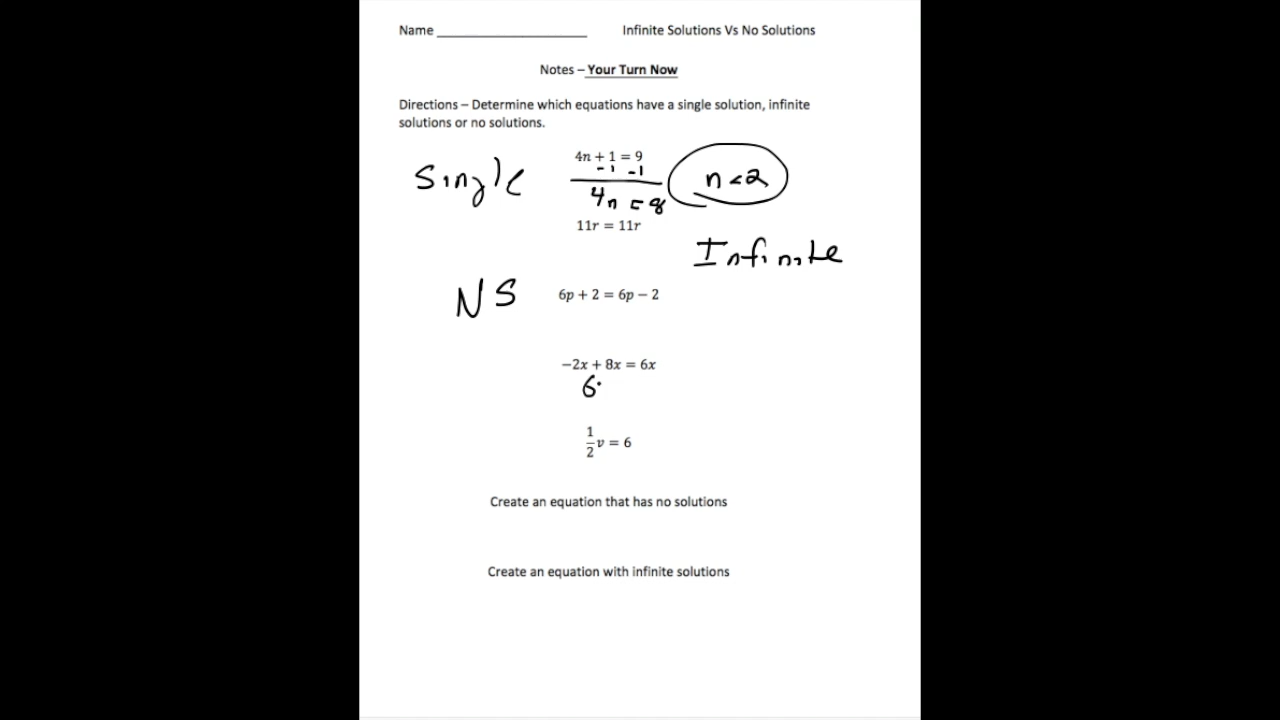 Name ____________________ Infinite Solutions Vs No Solutions
Notes – Your Turn Now
Directions – Determine which equations have a single solution, infinite
solutions or no solutions.
4n + 1 = 9
-1 -1
Single
4n = 8
n = 2
11r = 11r
Infinite
NS 6p + 2 = 6p − 2
−2x + 8x = 6x
6
1/2 v = 6
Create an equation that has no solutions
Create an equation with infinite solutions